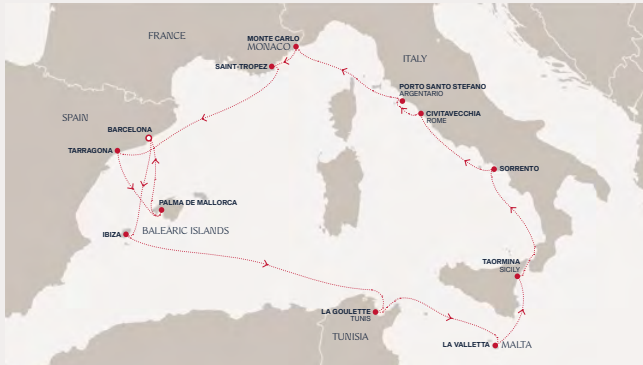 FRANCE
MONTE CARLO
MONACO
ITALY
SAINT-TROPEZ
PORTO SANTO STEFANO
ARGENTARIO
CIVITAVECCHIA
ROME
SPAIN
BARCELONA
TARRAGONA
SORRENTO
PALMA DE MALLORCA
IBIZA
BALEARIC ISLANDS
TAORMINA
SICILY
LA GOULETTE
TUNIS
TUNISIA
LA VALLETTA
MALTA